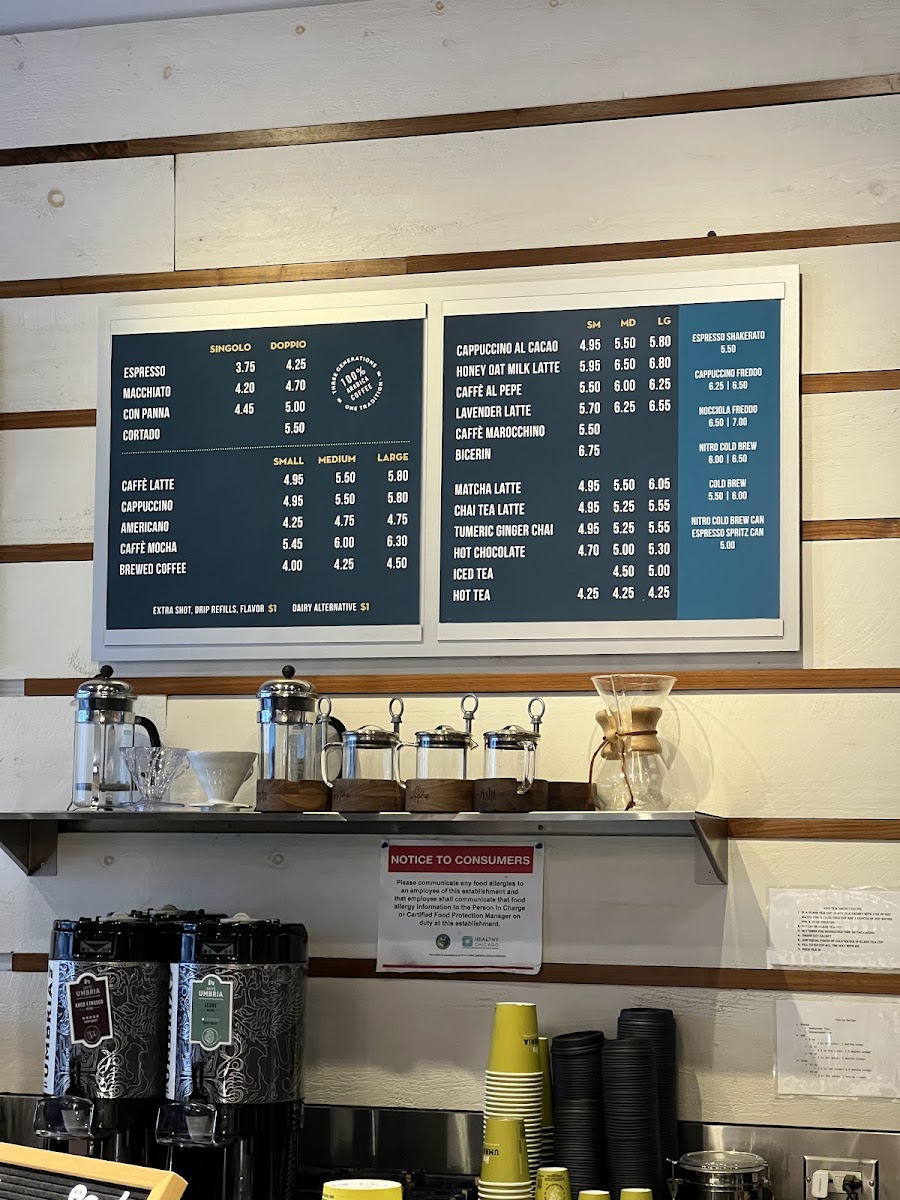 SINGOLO DOPPIO
ESPRESSO 3.75 4.25
MACCHIATO 4.20 4.70
CON PANNA 4.45 5.00
CORTADO 5.50
THREE GENERATIONS
100%
ARABICA
COFFEE
ONE TRADITION
SMALL MEDIUM LARGE
CAFFÈ LATTE 4.95 5.50 5.80
CAPPUCCINO 4.95 5.50 5.80
AMERICANO 4.25 4.75 4.75
CAFFÈ MOCHA 5.45 6.00 6.30
BREWED COFFEE 4.00 4.25 4.50
EXTRA SHOT, DRIP REFILLS, FLAVOR $1 DAIRY ALTERNATIVE $1
SM MD LG
CAPPUCCINO AL CACAO 4.95 5.50 5.80
HONEY OAT MILK LATTE 5.95 6.50 6.80
CAFFÈ AL PEPE 5.50 6.00 6.25
LAVENDER LATTE 5.70 6.25 6.55
CAFFÈ MAROCCHINO 5.50
BICERIN 6.75
MATCHA LATTE 4.95 5.50 6.05
CHAI TEA LATTE 4.95 5.25 5.55
TUMERIC GINGER CHAI 4.95 5.25 5.55
HOT CHOCOLATE 4.70 5.00 5.30
ICED TEA 4.50 5.00
HOT TEA 4.25 4.25 4.25
ESPRESSO SHAKERATO
5.50
CAPPUCCINO FREDDO
6.25 | 6.50
NOCCIOLA FREDDO
6.50 | 7.00
NITRO COLD BREW
6.00 | 6.50
COLD BREW
5.50 | 6.00
NITRO COLD BREW CAN
ESPRESSO SPRITZ CAN
5.00
NOTICE TO CONSUMERS
Please communicate any food allergies to
an employee of this establishment and
that employee shall communicate that food
allergy information to the Person In Charge
or Certified Food Protection Manager on
duty at this establishment.
HEALTHY
CHICAGO
UMBRIA
ARCO ETRUSCO
UMBRIA